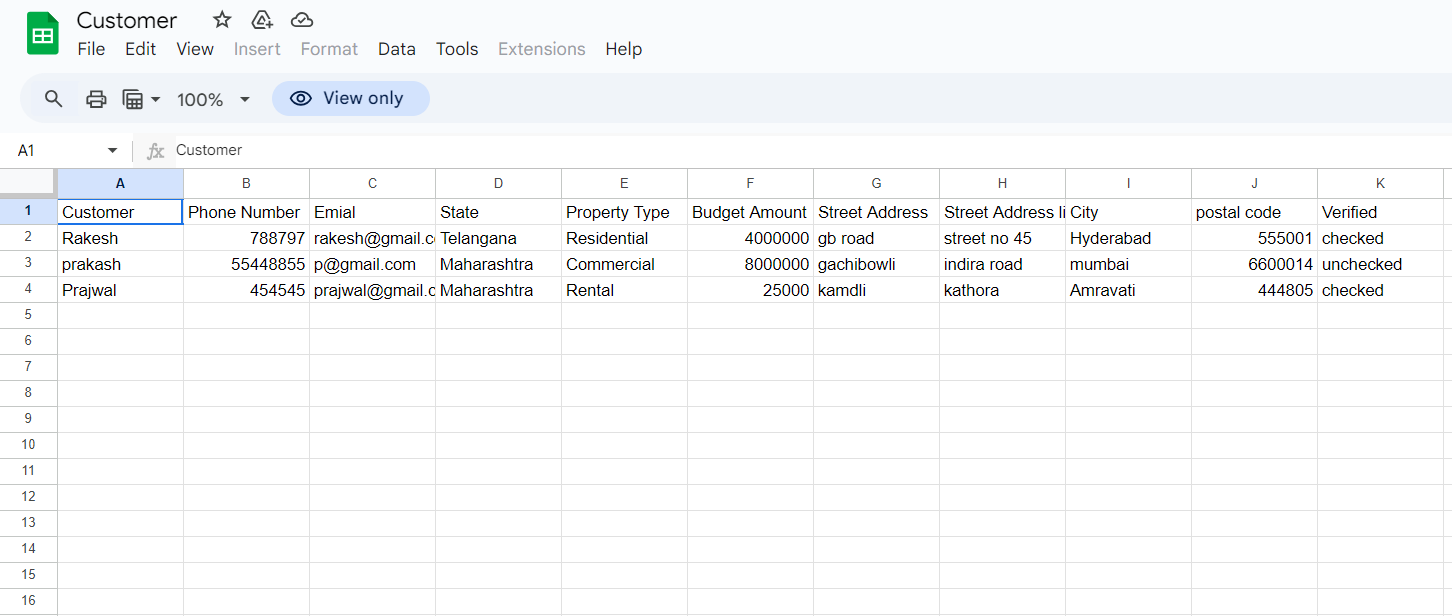 Customer
File Edit View Insert Format Data Tools Extensions Help
100% View only
A1 fx Customer
A B C D E F G H I J K
1 Customer Phone Number Emial State Property Type Budget Amount Street Address Street Address li City postal code Verified
2 Rakesh 788797 rakesh@gmail.c Telangana Residential 4000000 gb road street no 45 Hyderabad 555001 checked
3 prakash 55448855 p@gmail.com Maharashtra Commercial 8000000 gachibowli indira road mumbai 6600014 unchecked
4 Prajwal 454545 prajwal@gmail.c Maharashtra Rental 25000 kamdli kathora Amravati 444805 checked
5
6
7
8
9
10
11
12
13
14
15
16